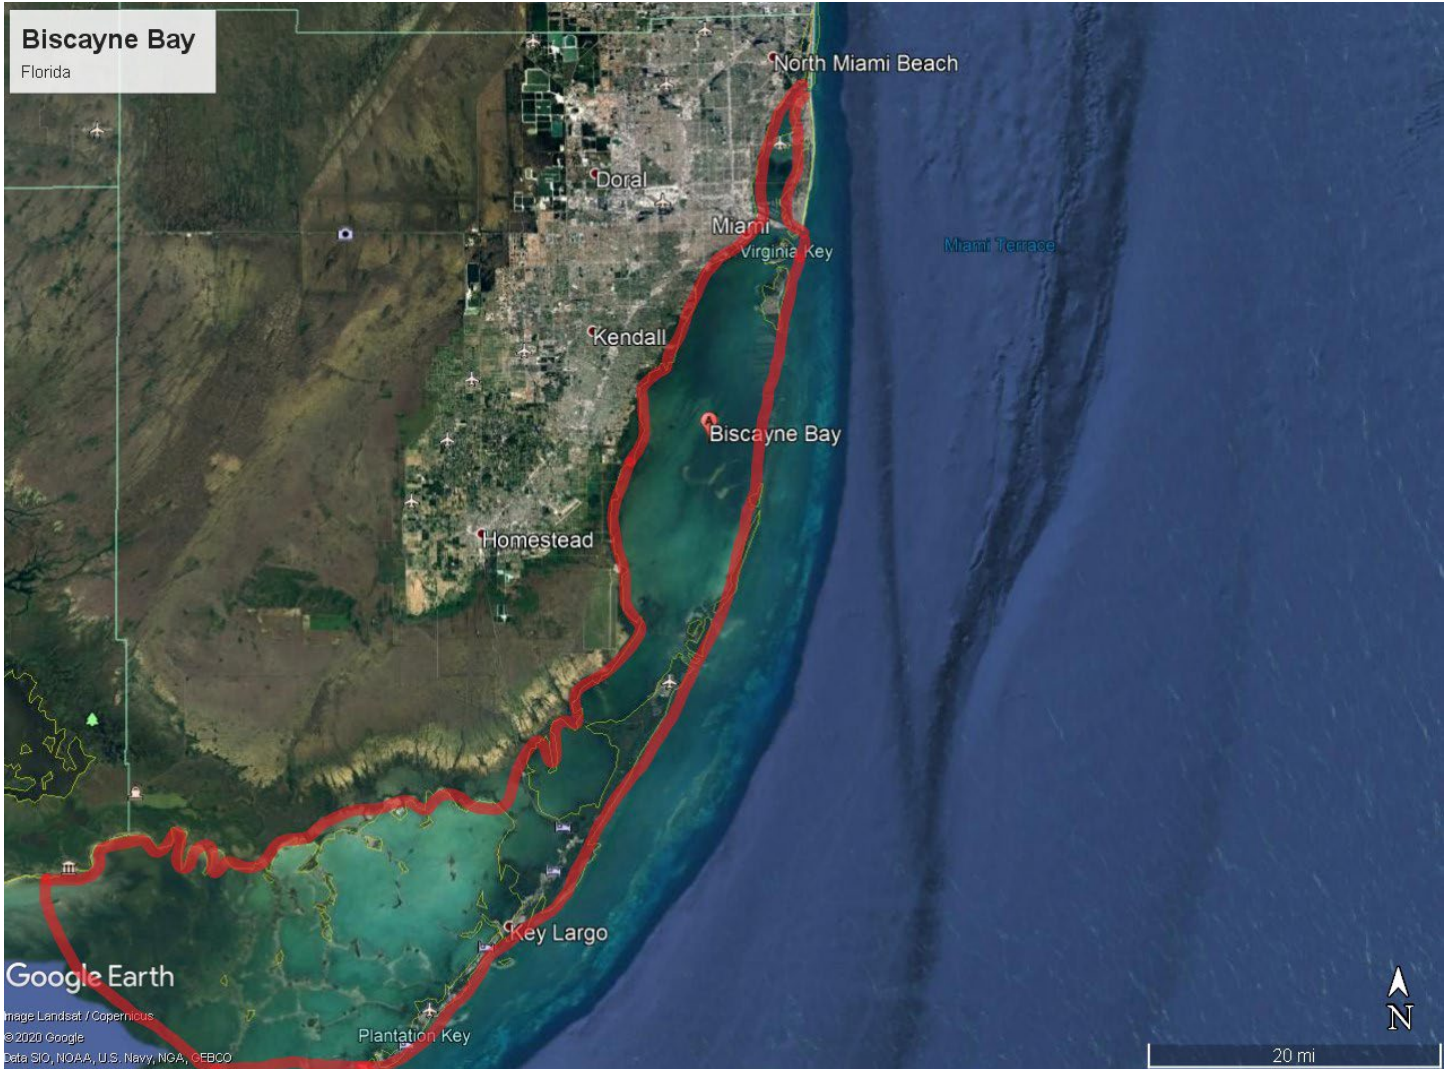 Biscayne Bay
Florida
North Miami Beach
Doral
Miami
Virginia Key
Miami Terrace
Kendall
A
Biscayne Bay
Homestead
Key Largo
Google Earth
mage Landsat / Copernicus
©2020 Google
Plantation Key
N
Data SIO, NOAA, U.S. Navy, NGA, GEBCO
20 mi